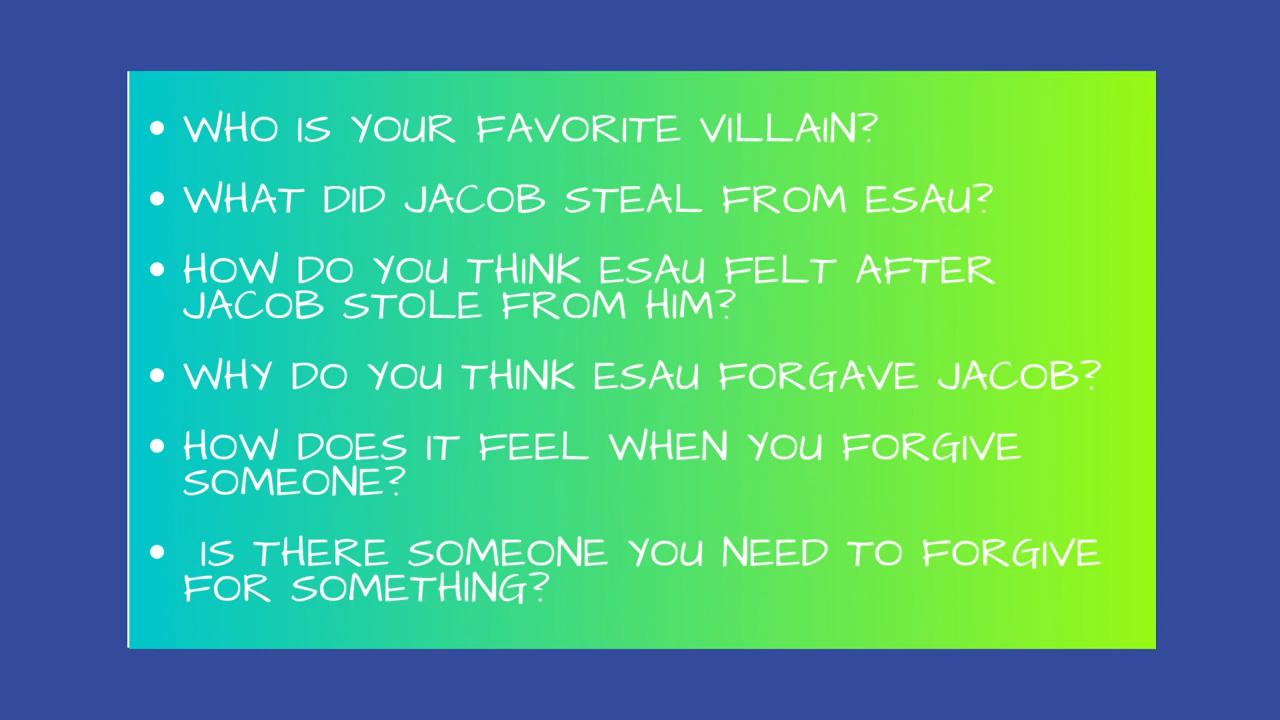 • WHO IS YOUR FAVORITE VILLAIN?
• WHAT DID JACOB STEAL FROM ESAU?
• HOW DO YOU THINK ESAU FELT AFTER
JACOB STOLE FROM HIM?
• WHY DO YOU THINK ESAU FORGAVE JACOB?
• HOW DOES IT FEEL WHEN YOU FORGIVE
SOMEONE?
• IS THERE SOMEONE YOU NEED TO FORGIVE
FOR SOMETHING?